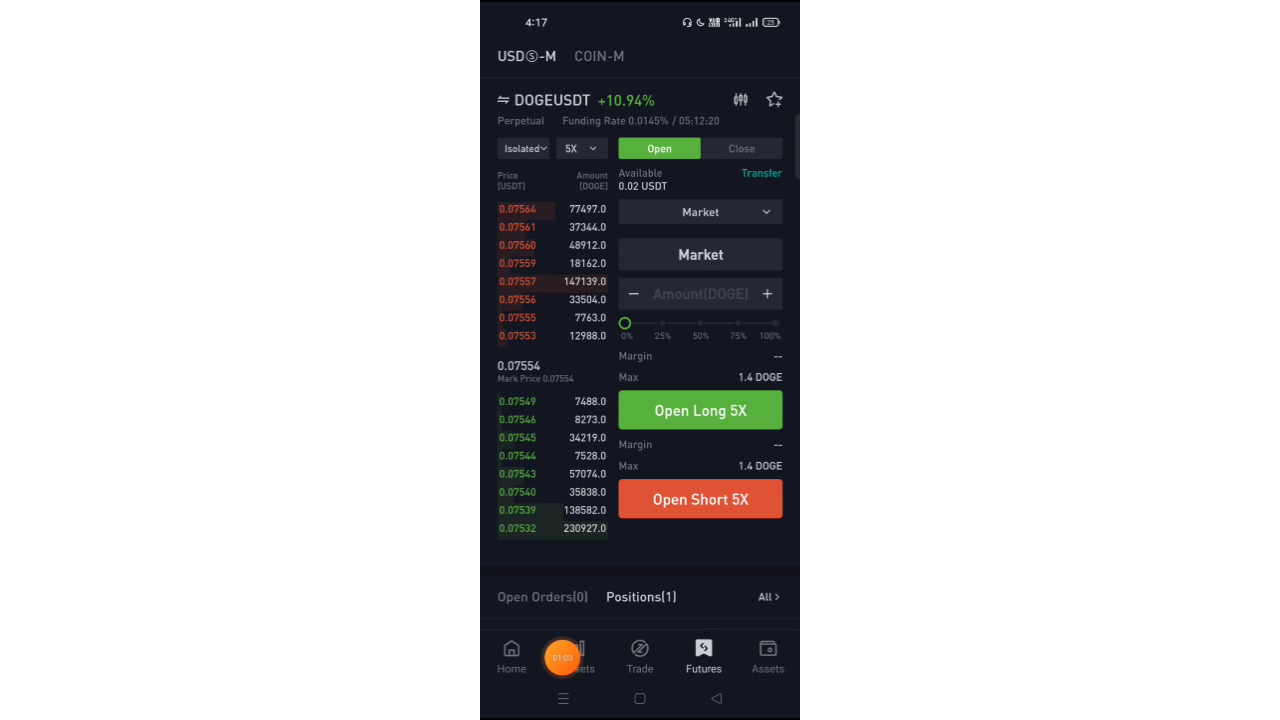 4:17
25
USDⓈ-M COIN-M
DOGEUSDT +10.94%
Perpetual Funding Rate 0.0145% / 05:12:20
Isolated 5X Open Close
Price [USDT] Amount [DOGE]
Available Transfer
0.02 USDT
0.07564 77497.0
0.07561 37344.0
0.07560 48912.0
0.07559 18162.0
0.07557 147139.0
0.07556 33504.0
0.07555 7763.0
0.07553 12988.0
0.07554
Mark Price 0.07554
0.07549 7488.0
0.07546 8273.0
0.07545 34219.0
0.07544 7528.0
0.07543 57074.0
0.07540 35838.0
0.07539 138582.0
0.07532 230927.0
Market
Market
− Amount[DOGE] +
0% 25% 50% 75% 100%
Margin --
Max 1.4 DOGE
Open Long 5X
Margin --
Max 1.4 DOGE
Open Short 5X
Open Orders(0) Positions(1) All >
01:03
Home kets Trade Futures Assets